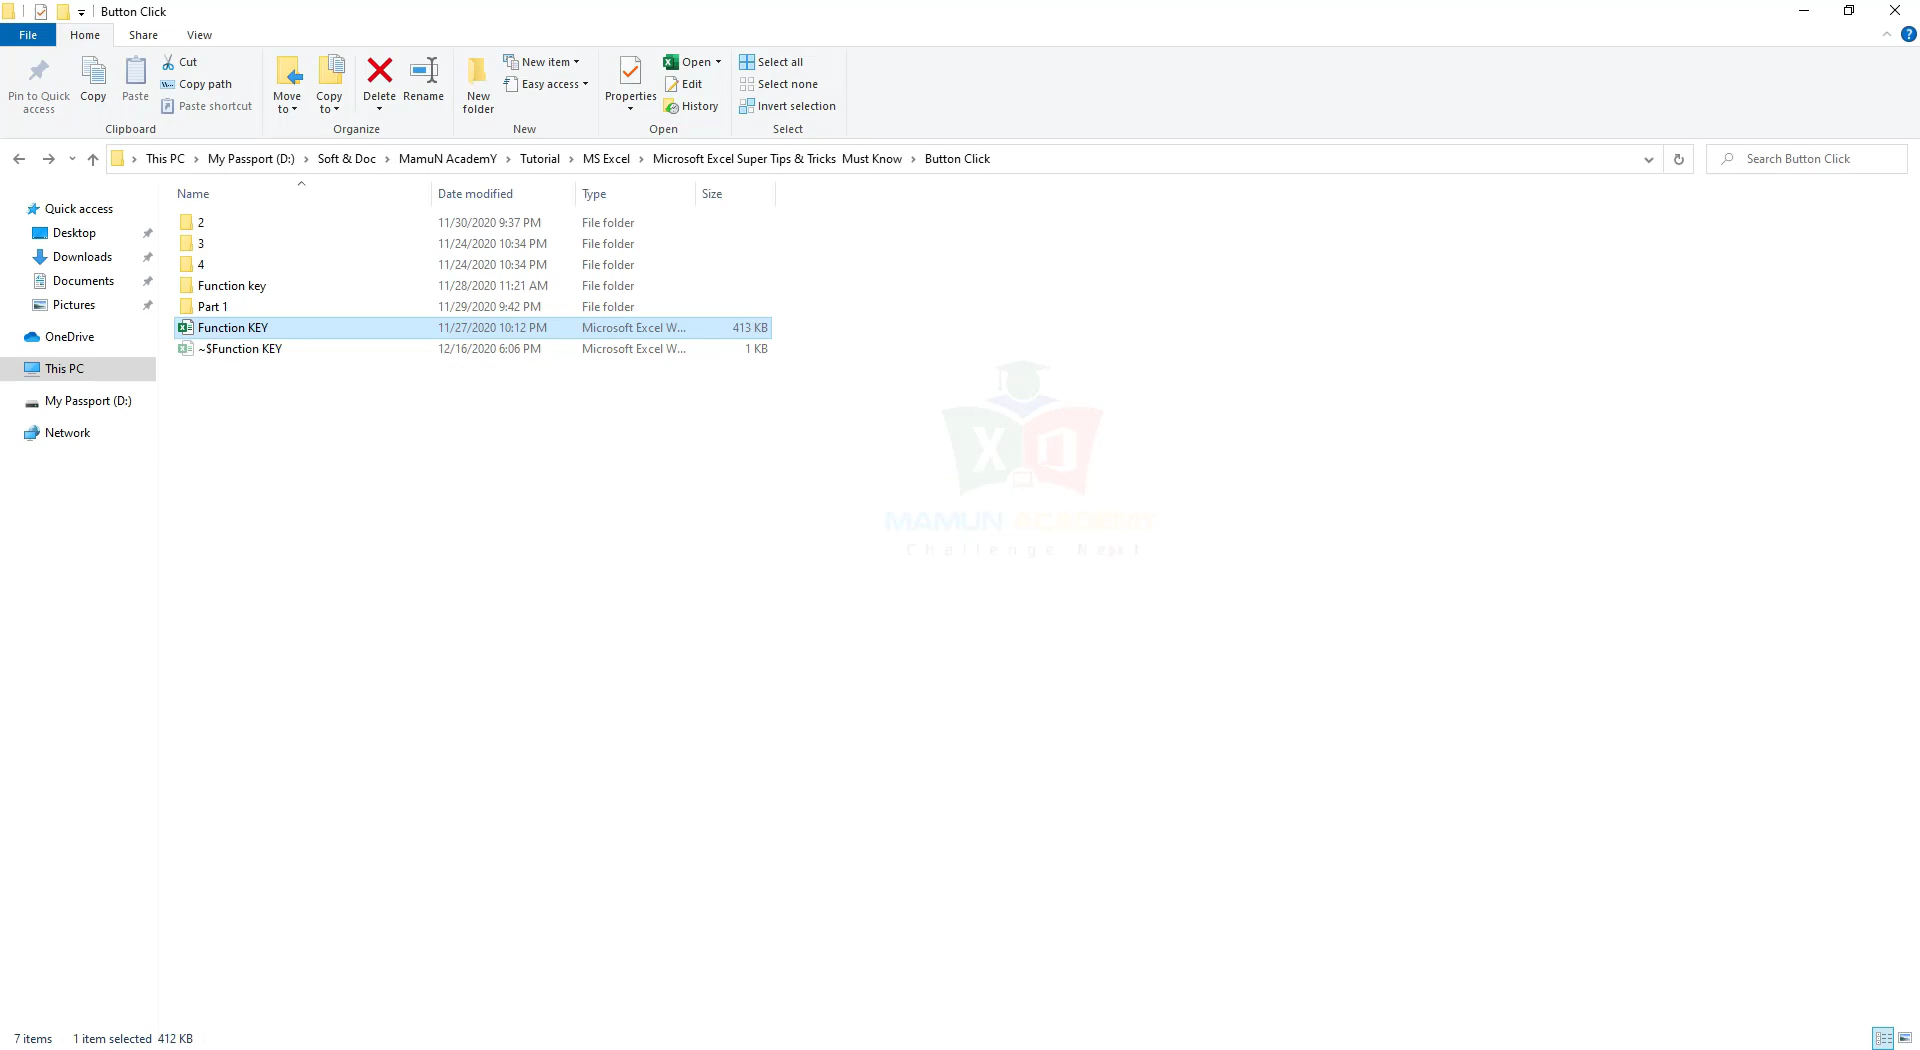 Button Click
File
Home
Share
View
Pin to Quick access
Copy
Paste
Cut
Copy path
Paste shortcut
Clipboard
Move to
Copy to
Delete
Rename
Organize
New folder
New item
Easy access
New
Properties
Open
Edit
History
Open
Select all
Select none
Invert selection
Select
This PC
My Passport (D:)
Soft & Doc
MamuN AcademY
Tutorial
MS Excel
Microsoft Excel Super Tips & Tricks Must Know
Button Click
Search Button Click
Quick access
Desktop
Downloads
Documents
Pictures
OneDrive
This PC
My Passport (D:)
Network
Name Date modified Type Size
2 11/30/2020 9:37 PM File folder
3 11/24/2020 10:34 PM File folder
4 11/24/2020 10:34 PM File folder
Function key 11/28/2020 11:21 AM File folder
Part 1 11/29/2020 9:42 PM File folder
Function KEY 11/27/2020 10:12 PM Microsoft Excel W... 413 KB
~$Function KEY 12/16/2020 6:06 PM Microsoft Excel W... 1 KB
X
MAMUN ACADEMY
Challenge
7 items 1 item selected 412 KB